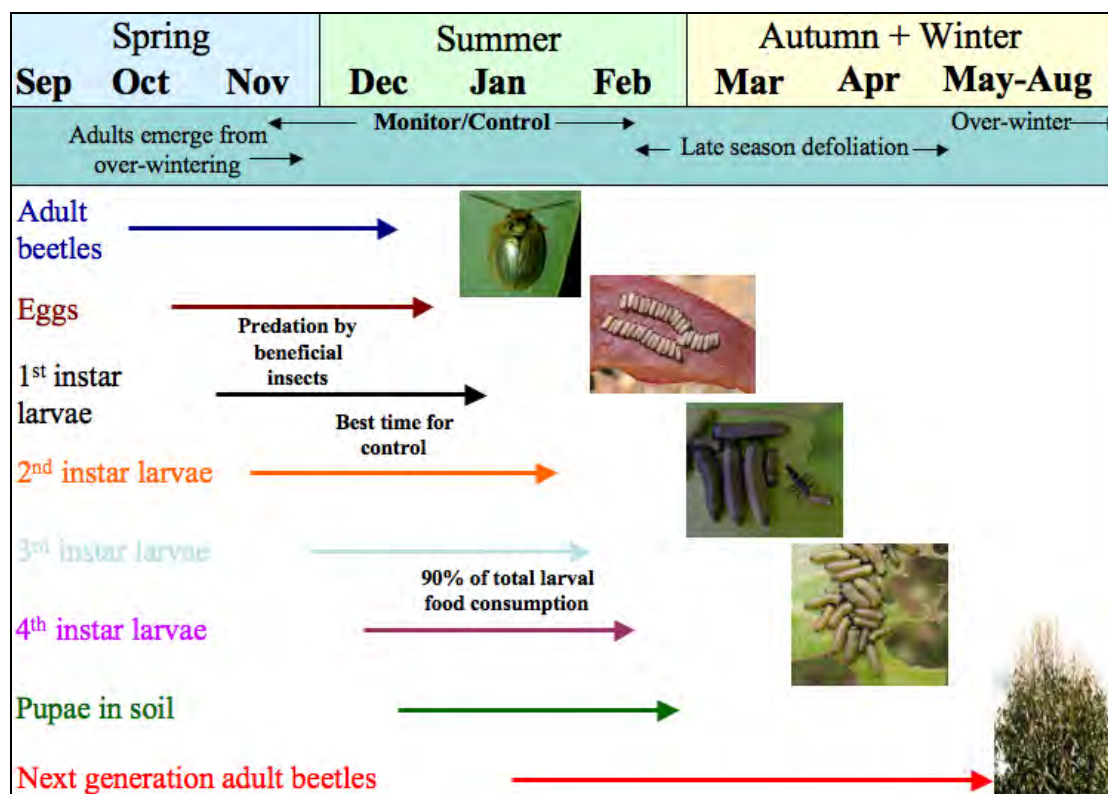 Spring Summer Autumn + Winter
Sep Oct Nov Dec Jan Feb Mar Apr May-Aug
Adults emerge from
over-wintering
Monitor/Control
Late season defoliation
Over-winter
Adult
beetles
Eggs
Predation by
beneficial
insects
1st instar
larvae
Best time for
control
2nd instar larvae
3rd instar larvae
90% of total larval
food consumption
4th instar larvae
Pupae in soil
Next generation adult beetles